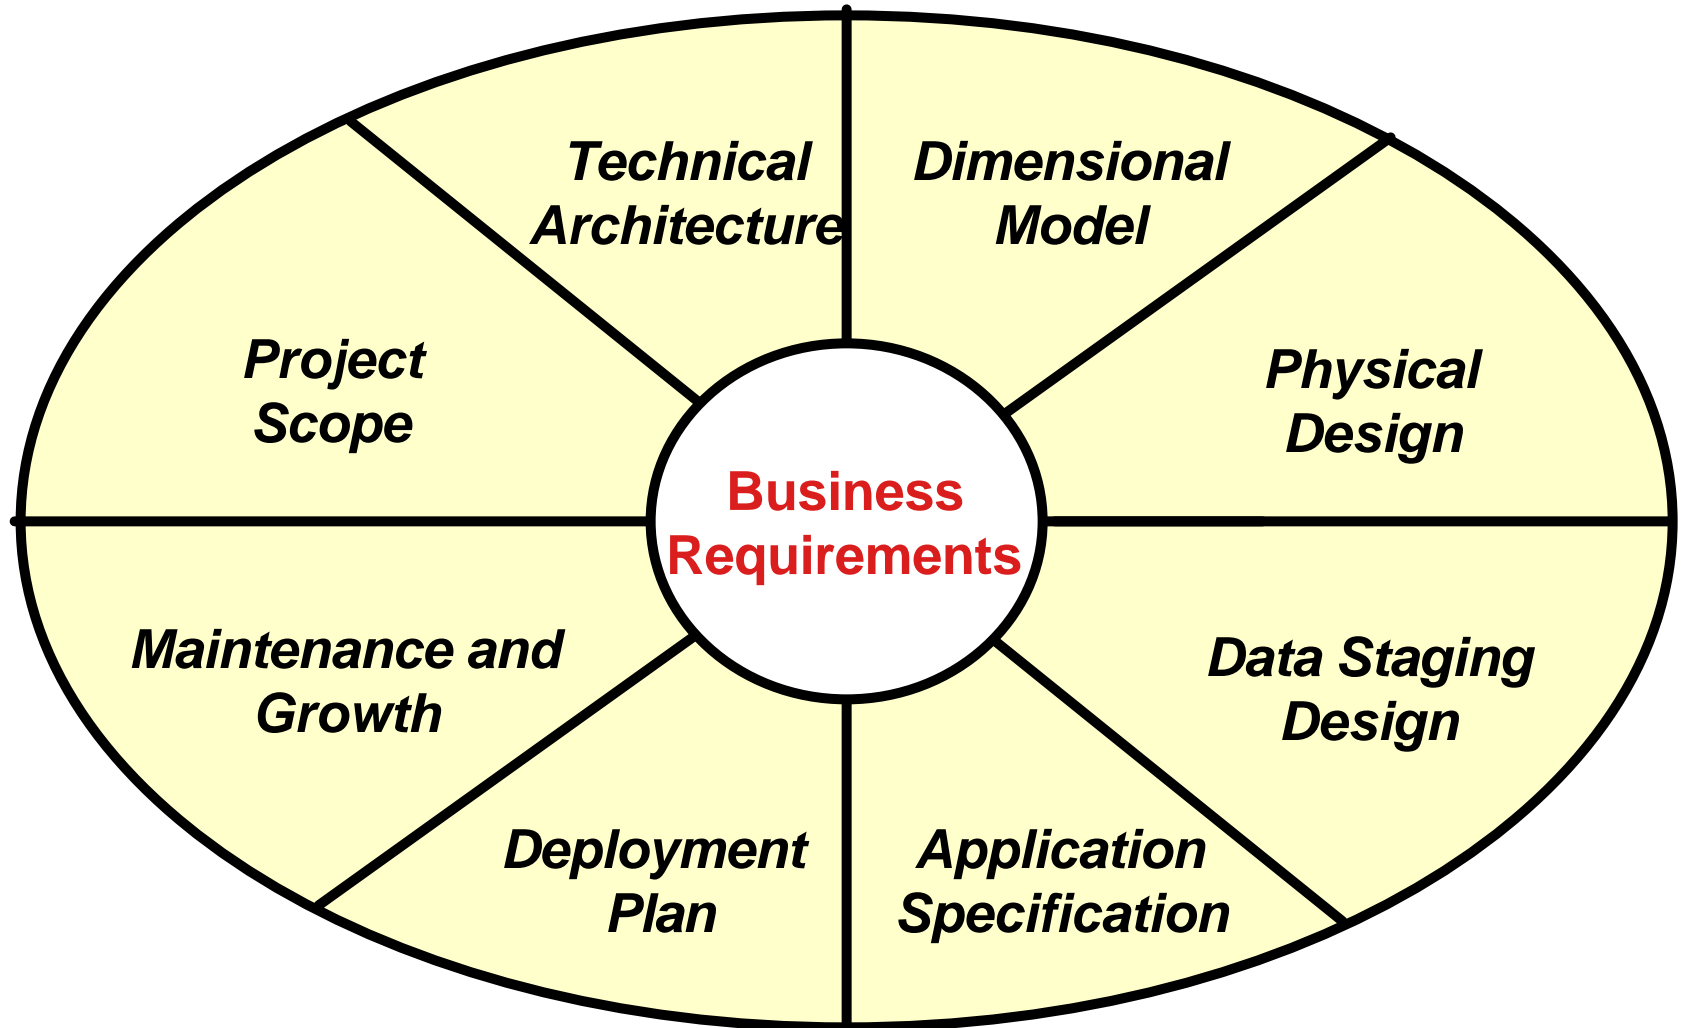 Technical
Architecture
Dimensional
Model
Project
Scope
Physical
Design
Business
Requirements
Maintenance and
Growth
Data Staging
Design
Deployment
Plan
Application
Specification